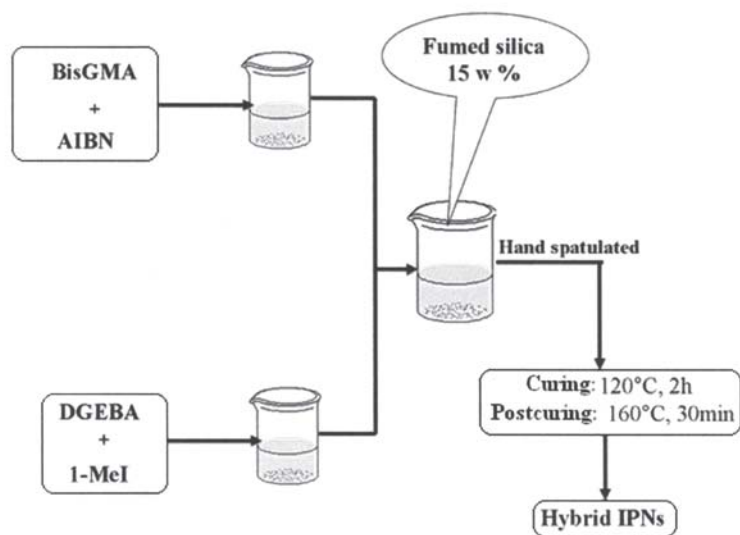 BisGMA
+
AIBN
Fumed silica
15 w %
Hand spatulated
DGEBA
+
1-MeI
Curing: 120°C, 2h
Postcuring: 160°C, 30min
Hybrid IPNs